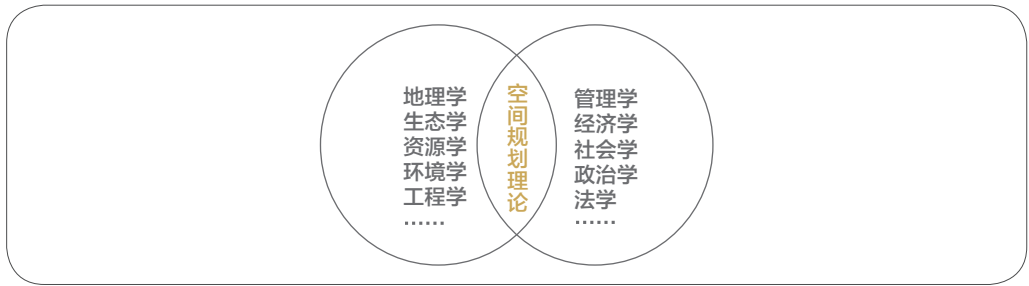 地理学
生态学
资源学
环境学
工程学
……
空间规划理论
管理学
经济学
社会学
政治学
法学
……